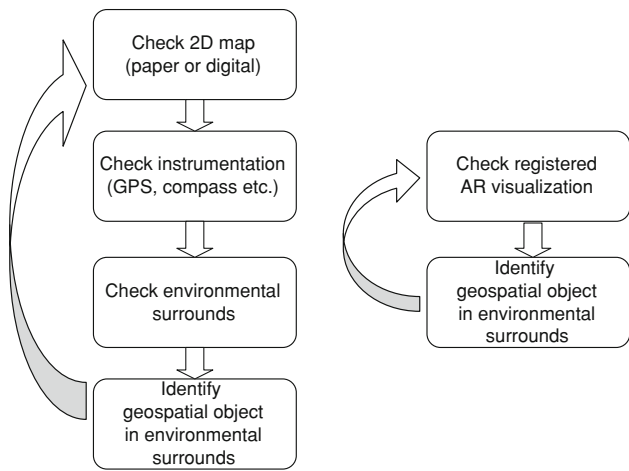 Check 2D map
(paper or digital)
Check instrumentation
(GPS, compass etc.)
Check environmental
surrounds
Identify
geospatial object
in environmental
surrounds
Check registered
AR visualization
Identify
geospatial object
in environmental
surrounds